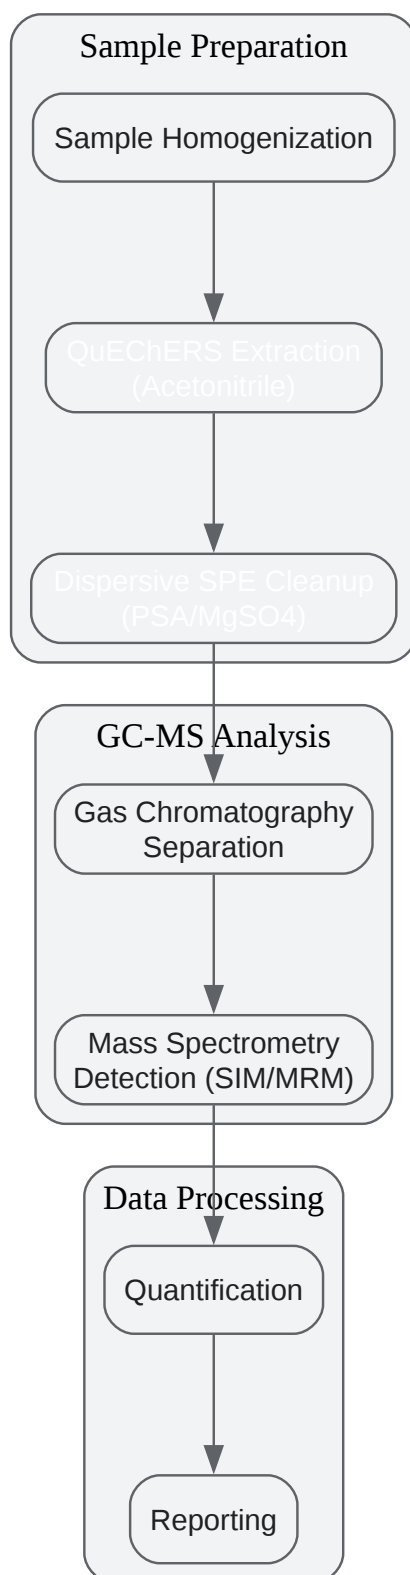 Sample Preparation
Sample Homogenization
QuEChERS Extraction
(Acetonitrile)
Dispersive SPE Cleanup
(PSA/MgSO4)
GC-MS Analysis
Gas Chromatography
Separation
Mass Spectrometry
Detection (SIM/MRM)
Data Processing
Quantification
Reporting